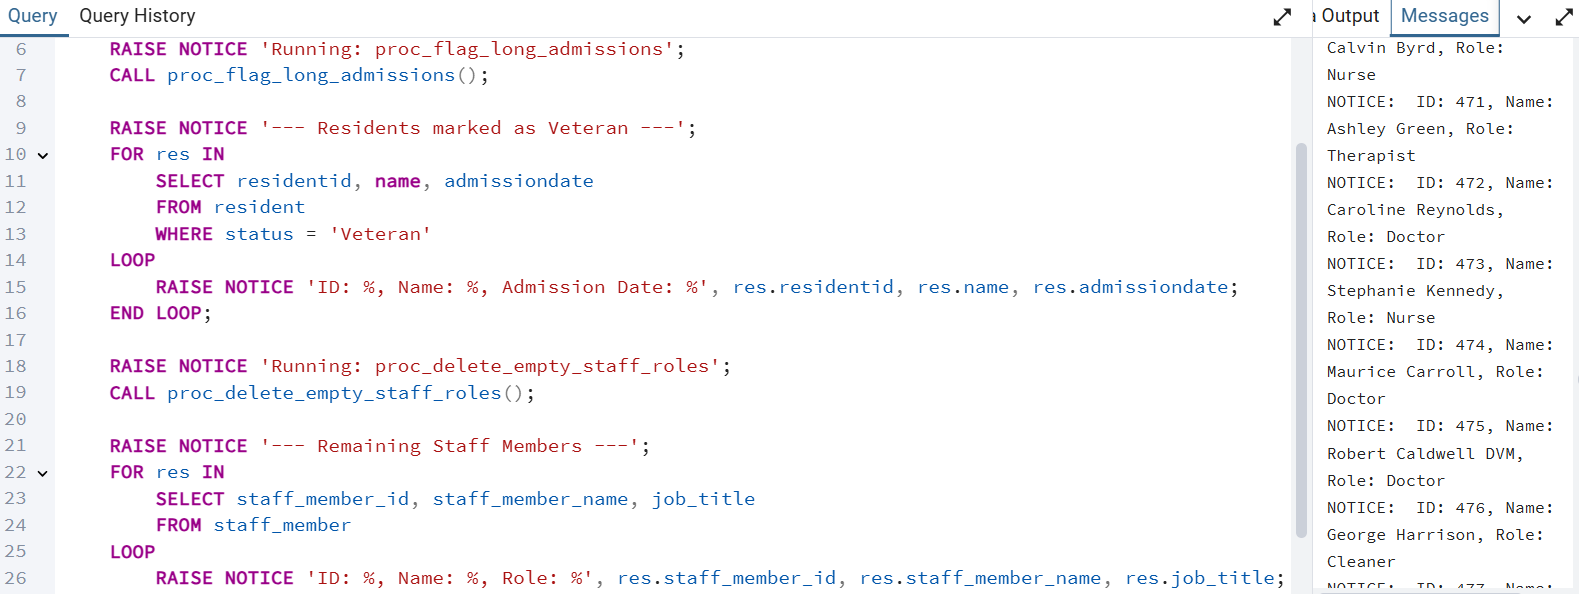 Query Query History
6 RAISE NOTICE 'Running: proc_flag_long_admissions';
7 CALL proc_flag_long_admissions();
8
9 RAISE NOTICE '--- Residents marked as Veteran ---';
10 FOR res IN
11 SELECT residentid, name, admissiondate
12 FROM resident
13 WHERE status = 'Veteran'
14 LOOP
15 RAISE NOTICE 'ID: %, Name: %, Admission Date: %', res.residentid, res.name, res.admissiondate;
16 END LOOP;
17
18 RAISE NOTICE 'Running: proc_delete_empty_staff_roles';
19 CALL proc_delete_empty_staff_roles();
20
21 RAISE NOTICE '--- Remaining Staff Members ---';
22 FOR res IN
23 SELECT staff_member_id, staff_member_name, job_title
24 FROM staff_member
25 LOOP
26 RAISE NOTICE 'ID: %, Name: %, Role: %', res.staff_member_id, res.staff_member_name, res.job_title;
Output Messages
Calvin Byrd, Role:
Nurse
NOTICE:  ID: 471, Name:
Ashley Green, Role:
Therapist
NOTICE:  ID: 472, Name:
Caroline Reynolds,
Role: Doctor
NOTICE:  ID: 473, Name:
Stephanie Kennedy,
Role: Nurse
NOTICE:  ID: 474, Name:
Maurice Carroll, Role:
Doctor
NOTICE:  ID: 475, Name:
Robert Caldwell DVM,
Role: Doctor
NOTICE:  ID: 476, Name:
George Harrison, Role:
Cleaner
NOTICE:  ID: 477, Name: